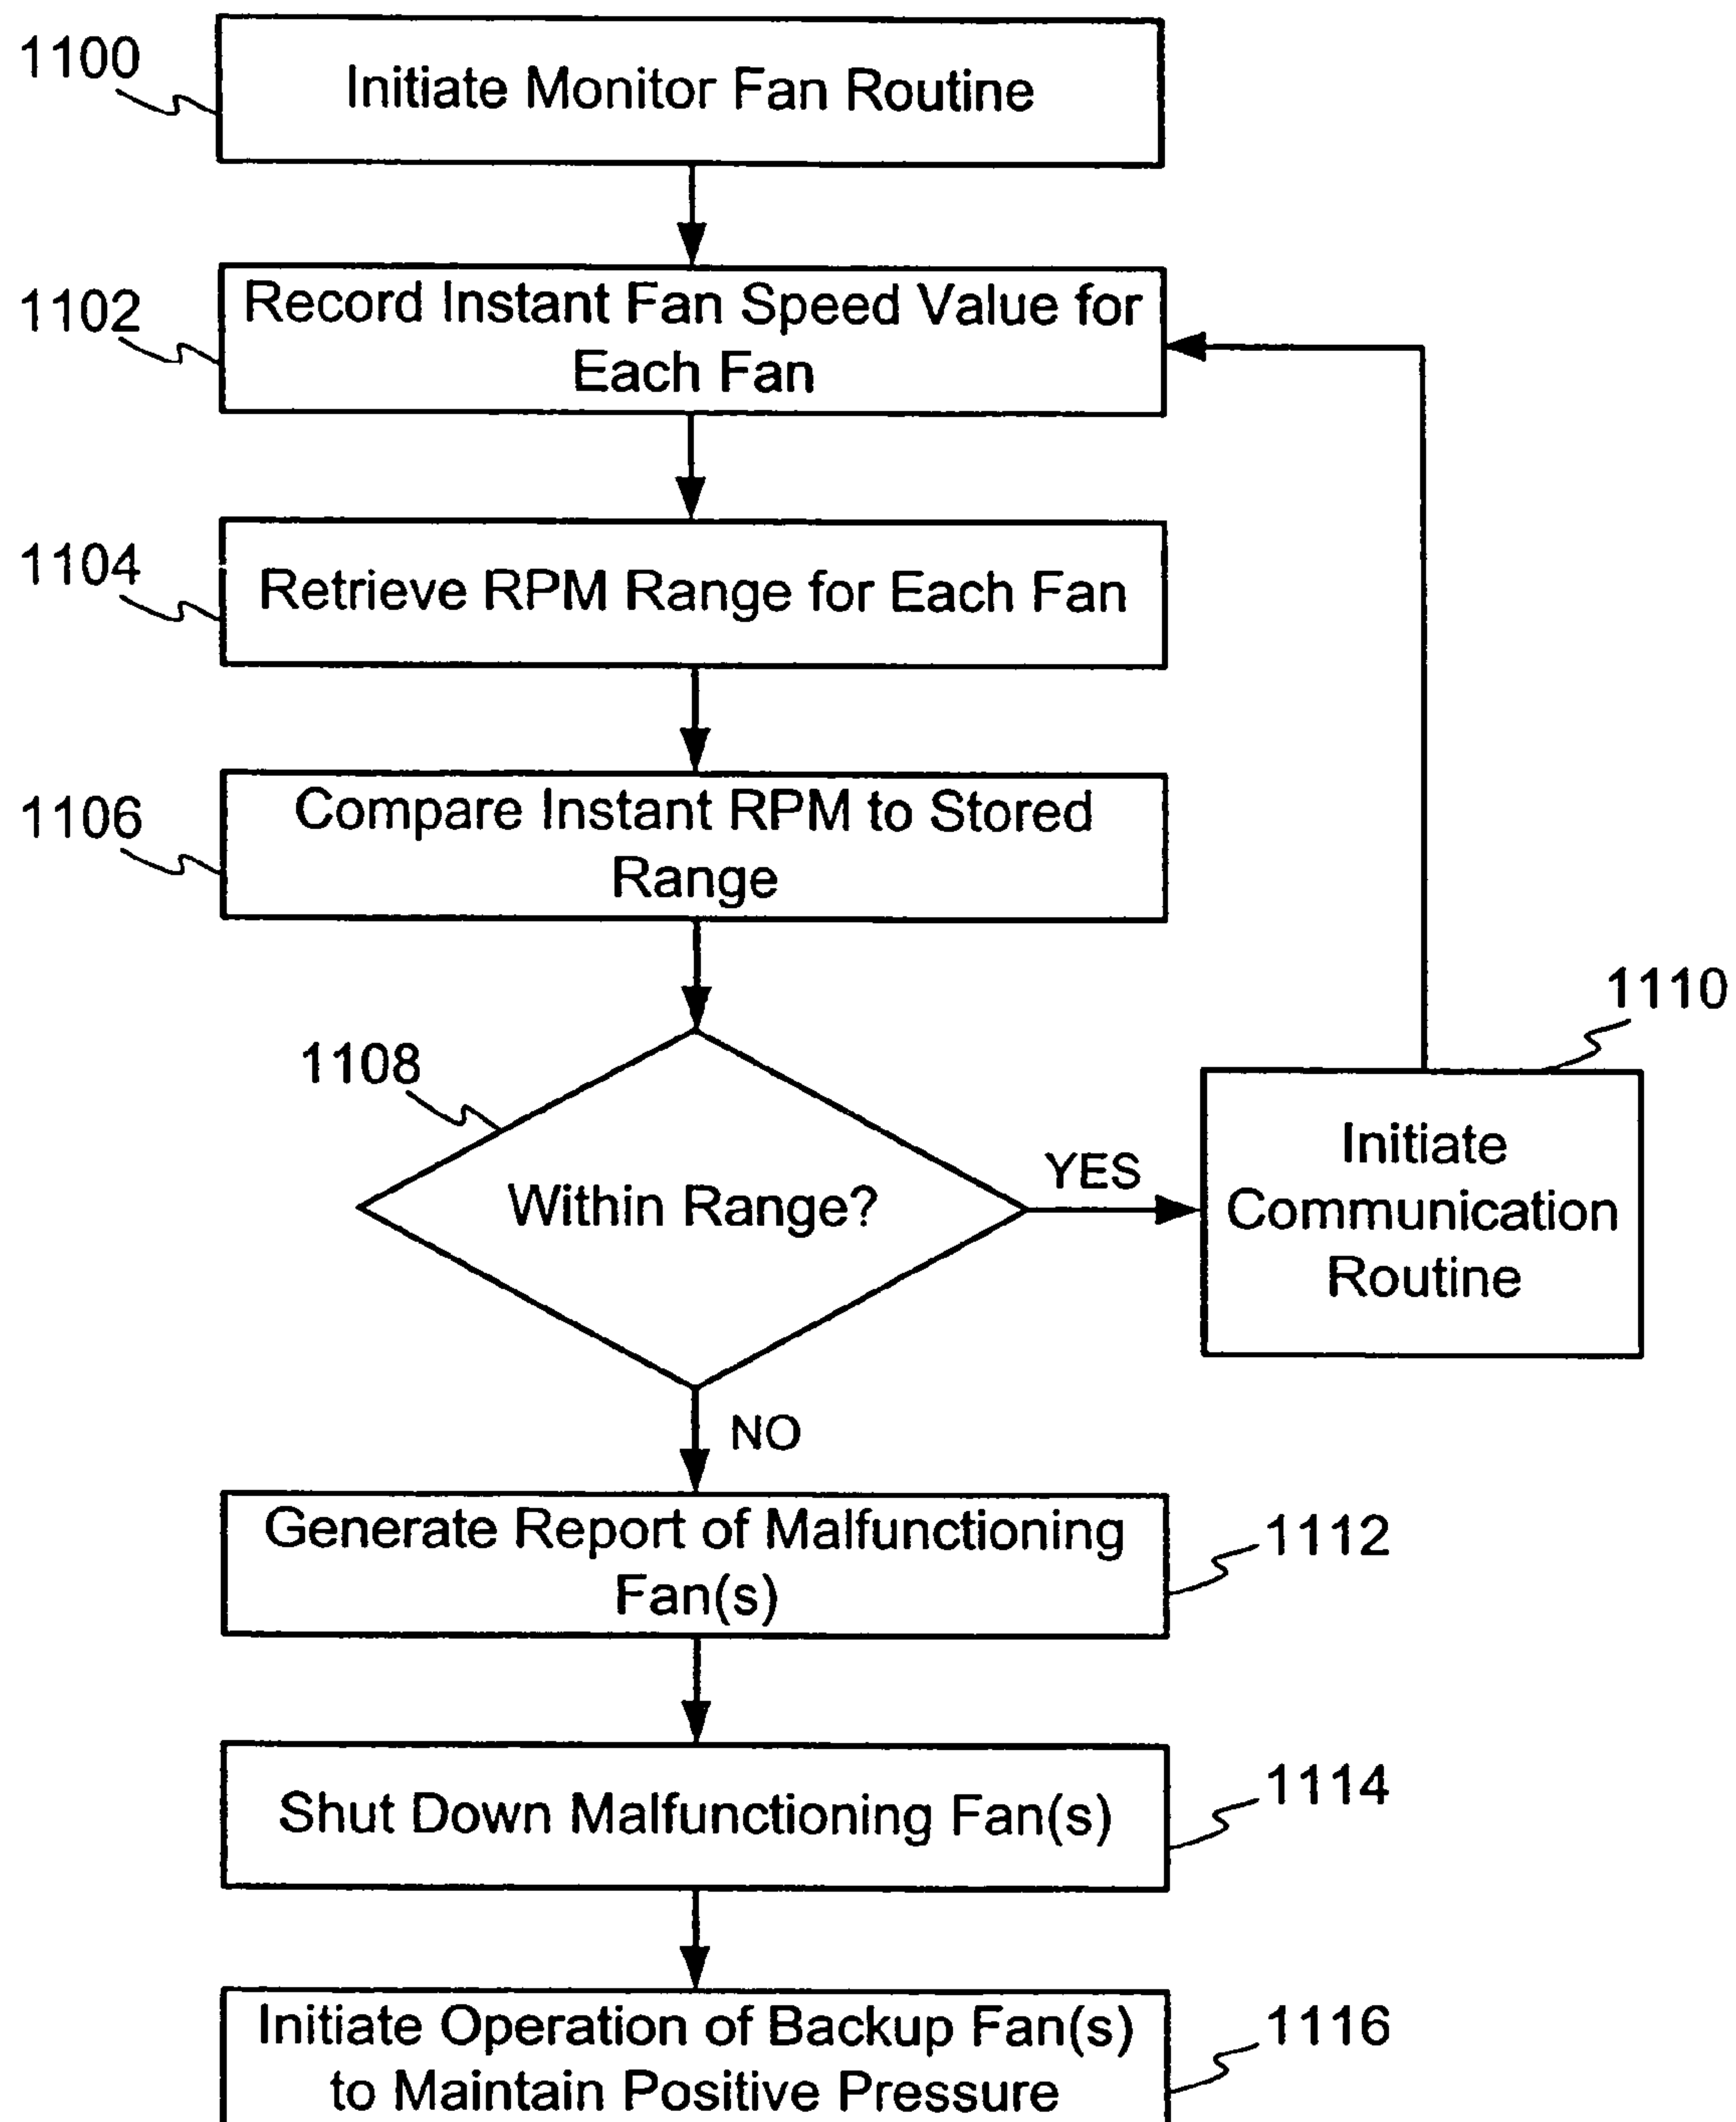 1100
Initiate Monitor Fan Routine
1102
Record Instant Fan Speed Value for
Each Fan
1104
Retrieve RPM Range for Each Fan
1106
Compare Instant RPM to Stored
Range
1108
Within Range?
YES
1110
Initiate
Communication
Routine
NO
Generate Report of Malfunctioning
Fan(s)
1112
Shut Down Malfunctioning Fan(s)
1114
Initiate Operation of Backup Fan(s)
to Maintain Positive Pressure
1116